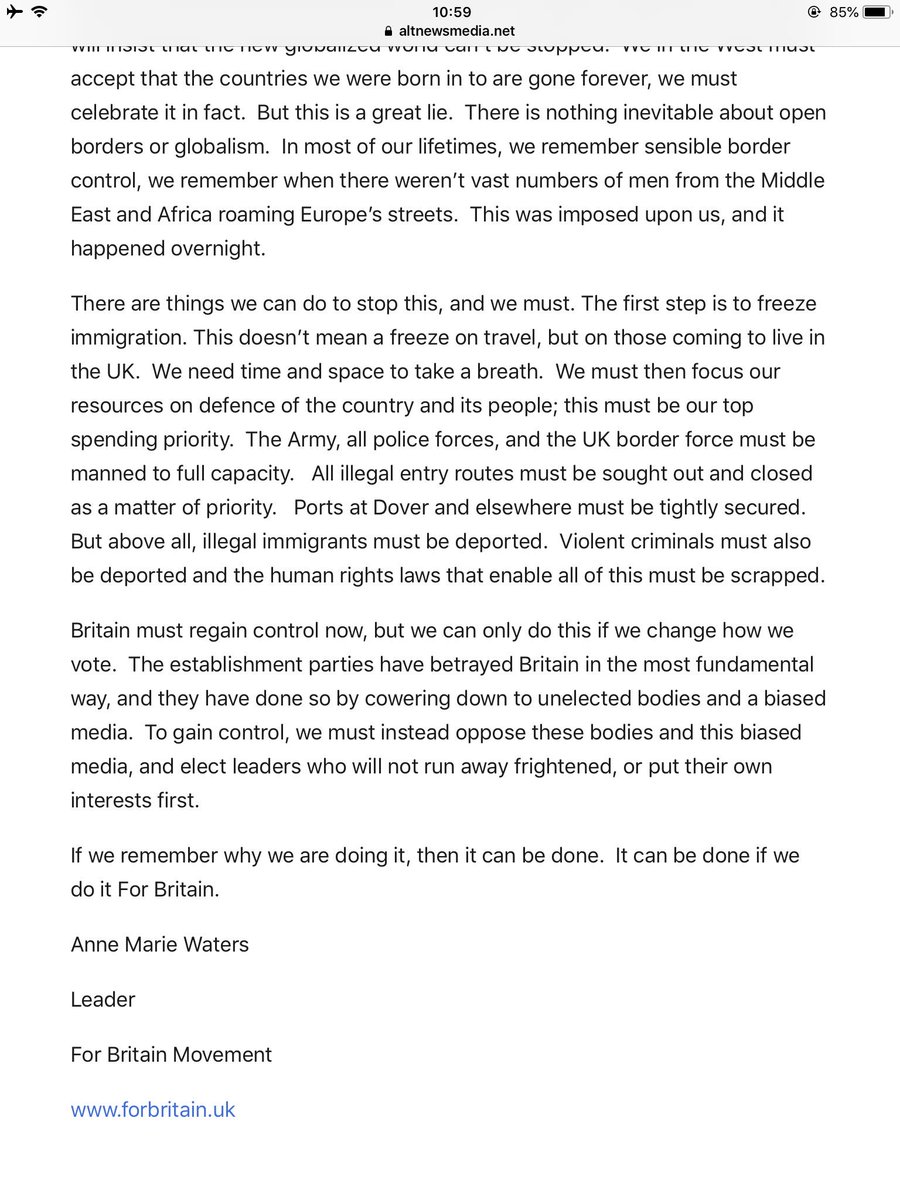 10:59
85%
altnewsmedia.net
will insist that the new globalized world can't be stopped.  We in the West must
accept that the countries we were born in to are gone forever, we must
celebrate it in fact.  But this is a great lie.  There is nothing inevitable about open
borders or globalism.  In most of our lifetimes, we remember sensible border
control, we remember when there weren’t vast numbers of men from the Middle
East and Africa roaming Europe’s streets.  This was imposed upon us, and it
happened overnight.
There are things we can do to stop this, and we must. The first step is to freeze
immigration. This doesn’t mean a freeze on travel, but on those coming to live in
the UK.  We need time and space to take a breath.  We must then focus our
resources on defence of the country and its people; this must be our top
spending priority.  The Army, all police forces, and the UK border force must be
manned to full capacity.   All illegal entry routes must be sought out and closed
as a matter of priority.   Ports at Dover and elsewhere must be tightly secured.
But above all, illegal immigrants must be deported.  Violent criminals must also
be deported and the human rights laws that enable all of this must be scrapped.
Britain must regain control now, but we can only do this if we change how we
vote.  The establishment parties have betrayed Britain in the most fundamental
way, and they have done so by cowering down to unelected bodies and a biased
media.  To gain control, we must instead oppose these bodies and this biased
media, and elect leaders who will not run away frightened, or put their own
interests first.
If we remember why we are doing it, then it can be done.  It can be done if we
do it For Britain.
Anne Marie Waters
Leader
For Britain Movement
www.forbritain.uk